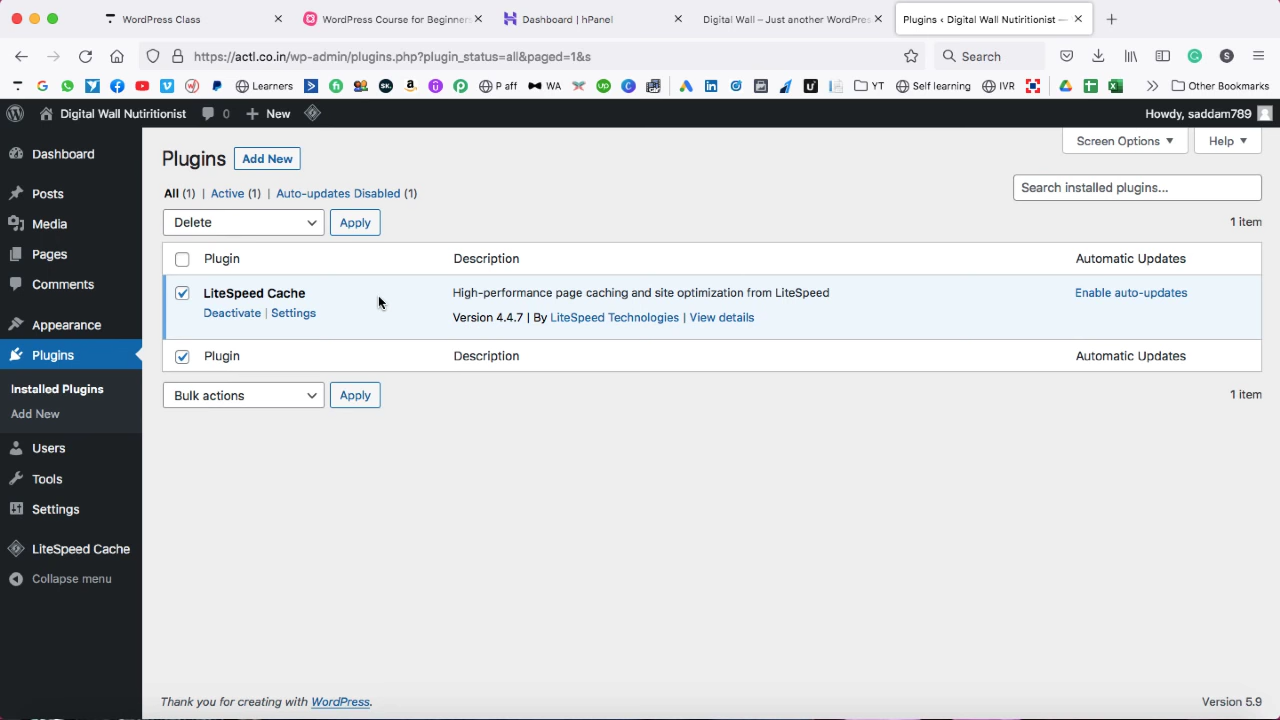 WordPress Class
WordPress Course for Beginners
Dashboard | hPanel
Digital Wall – Just another WordPres
Plugins ‹ Digital Wall Nutiritionist —
https://actl.co.in/wp-admin/plugins.php?plugin_status=all&paged=1&s
Search
S
Learners
P aff
WA
YT
Self learning
IVR
Other Bookmarks
Digital Wall Nutiritionist
0
New
Howdy, saddam789
Dashboard
Posts
Media
Pages
Comments
Appearance
Plugins
Installed Plugins
Add New
Users
Tools
Settings
LiteSpeed Cache
Collapse menu
Screen Options
Help
Plugins
Add New
All (1) | Active (1) | Auto-updates Disabled (1)
Search installed plugins...
Delete
Apply
1 item
Plugin
Description
Automatic Updates
LiteSpeed Cache
High-performance page caching and site optimization from LiteSpeed
Enable auto-updates
Deactivate | Settings
Version 4.4.7 | By LiteSpeed Technologies | View details
Plugin
Description
Automatic Updates
Bulk actions
Apply
1 item
Thank you for creating with WordPress.
Version 5.9